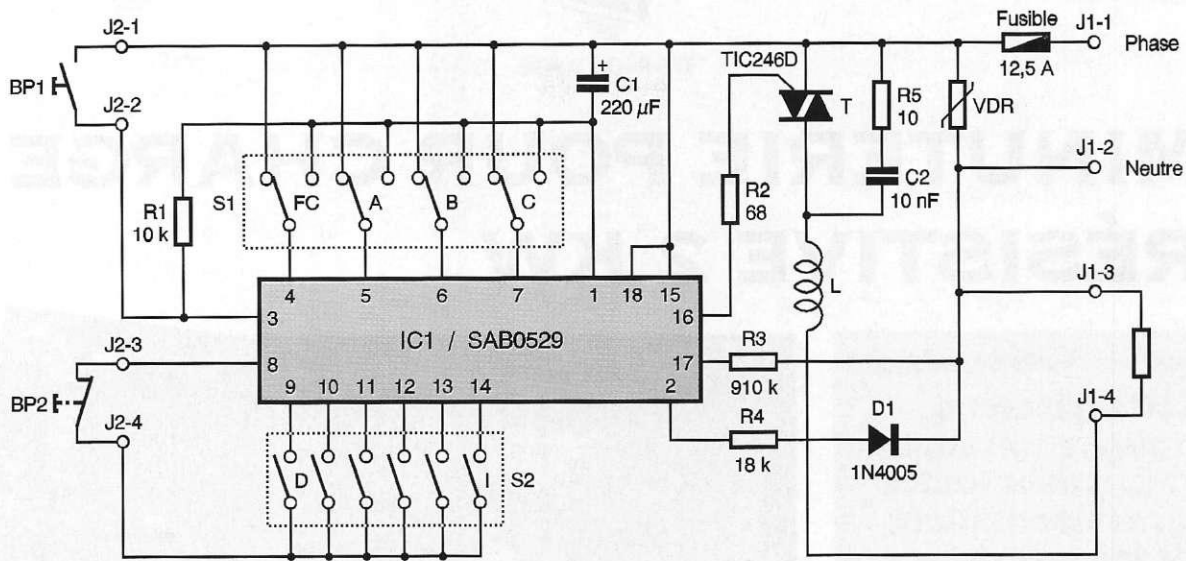 J2-1
Fusible
J1-1
Phase
12,5 A
TIC246D
BP1
+
C1
220 µF
T
R5
10
VDR
J2-2
J1-2
Neutre
R2
68
C2
10 nF
S1
FC
A
B
C
R1
10 k
L
J1-3
4
5
6
7
1
18
15
3
16
IC1 / SAB0529
J2-3
8
17
R3
910 k
9
10
11
12
13
14
2
BP2
J2-4
R4
18 k
D1
1N4005
J1-4
D
I
S2